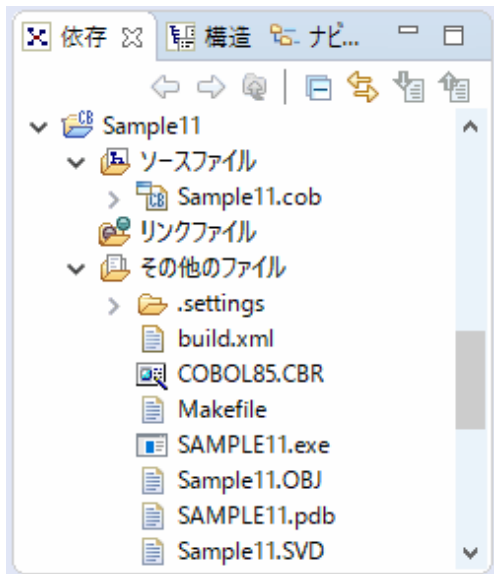 依存 構造 ナビ...
Sample11
ソースファイル
Sample11.cob
リンクファイル
その他のファイル
.settings
build.xml
COBOL85.CBR
Makefile
SAMPLE11.exe
Sample11.OBJ
SAMPLE11.pdb
Sample11.SVD